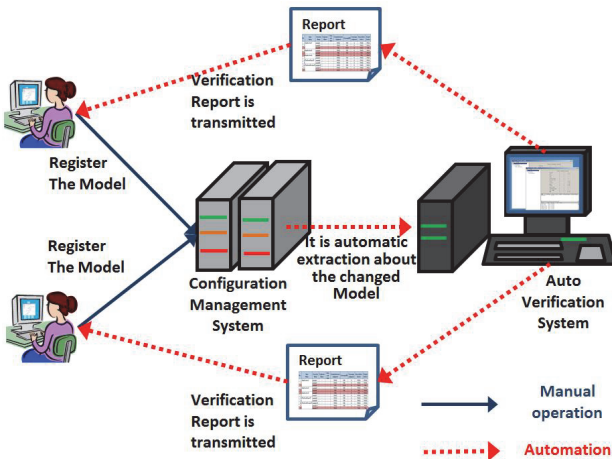 Report
Verification
Report is
transmitted
Register
The Model
Register
The Model
It is automatic
extraction about
the changed
Model
Configuration
Management
System
Auto
Verification
System
Report
Verification
Report is
transmitted
Manual
operation
Automation